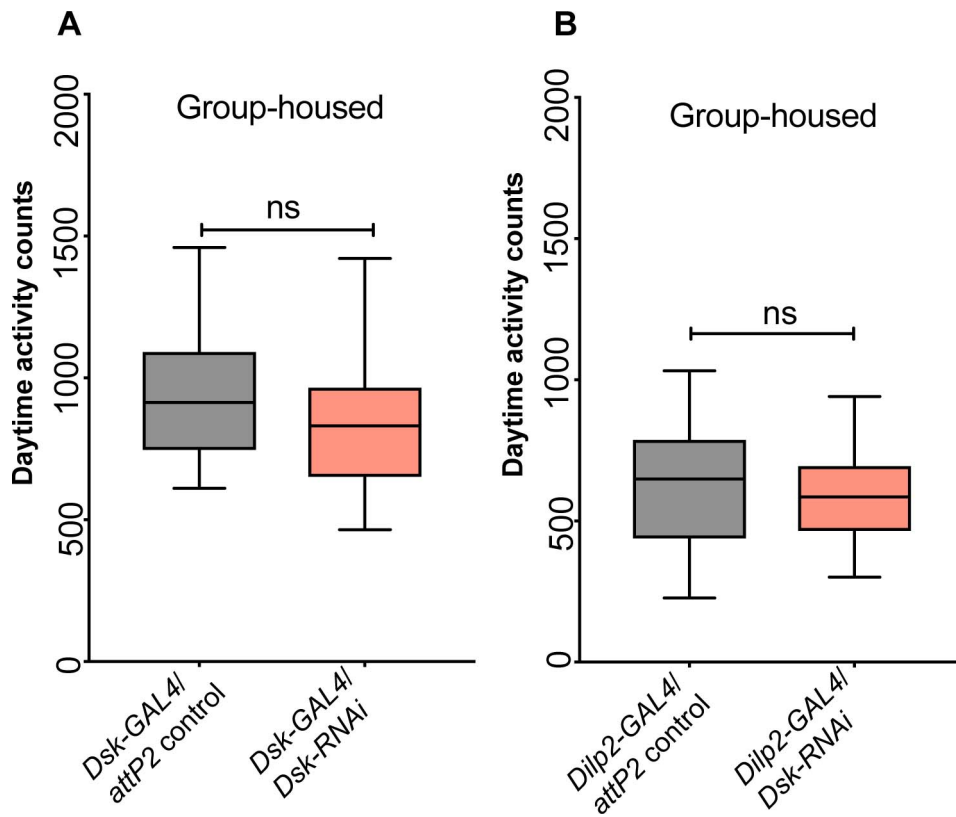 A
Group-housed
ns
Daytime activity counts
2000
1500
1000
500
0
Dsk-GAL4/
attP2 control
Dsk-GAL4/
Dsk-RNAi
B
Group-housed
ns
Daytime activity counts
2000
1500
1000
500
0
Dilp2-GAL4/
attP2 control
Dilp2-GAL4/
Dsk-RNAi